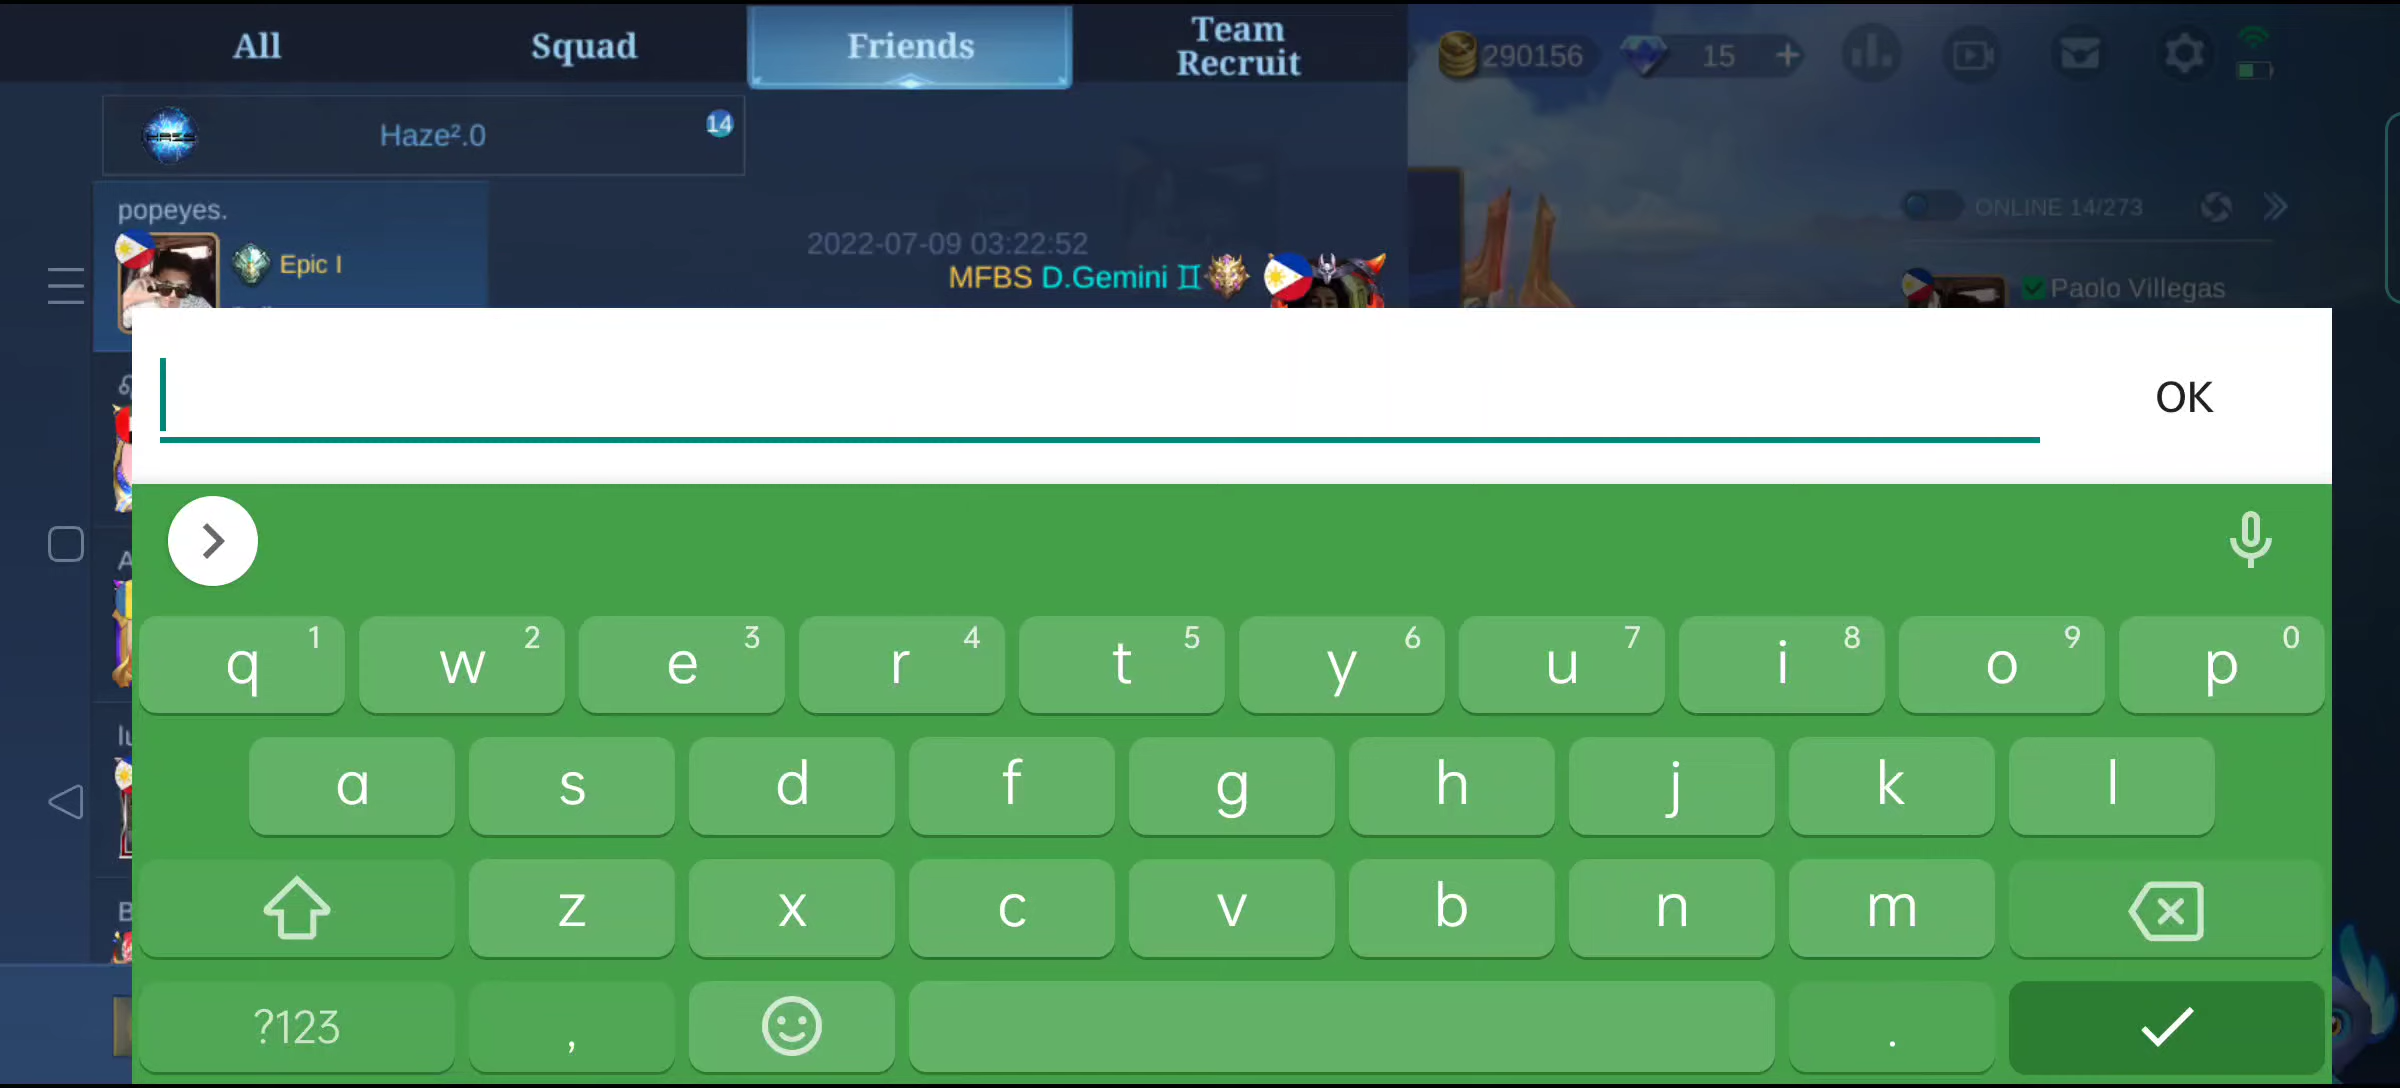 All
Squad
Friends
Team
Recruit
290156
15
Haze².0
14
popeyes.
Epic I
2022-07-09 03:22:52
MFBS D.Gemini ♊
ONLINE 14/273
Paolo Villegas
OK
q 1 w 2 e 3 r 4 t 5 y 6 u 7 i 8 o 9 p 0
a s d f g h j k l
z x c v b n m
?123 , .